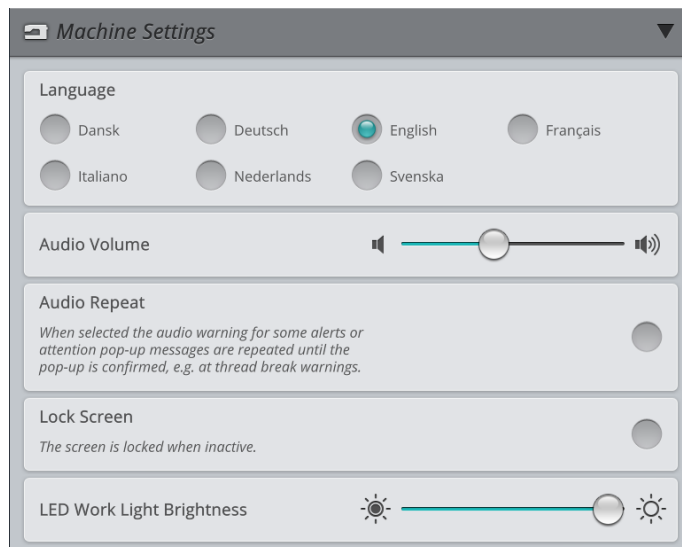 Machine Settings
Language
Dansk Deutsch English Français
Italiano Nederlands Svenska
Audio Volume
Audio Repeat
When selected the audio warning for some alerts or
attention pop-up messages are repeated until the
pop-up is confirmed, e.g. at thread break warnings.
Lock Screen
The screen is locked when inactive.
LED Work Light Brightness